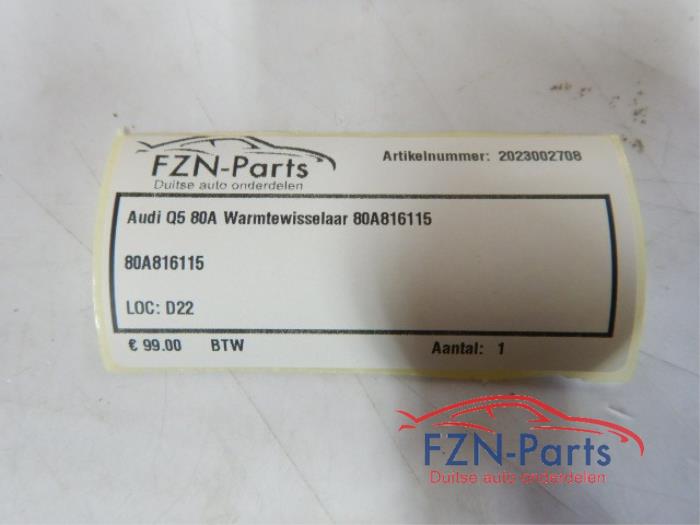 FZN-Parts
Duitse auto onderdelen
Artikelnummer: 2023002708
Audi Q5 80A Warmtewisselaar 80A816115
80A816115
LOC: D22
€ 99.00 BTW Aantal: 1
FZN-Parts
Duitse auto onderdelen